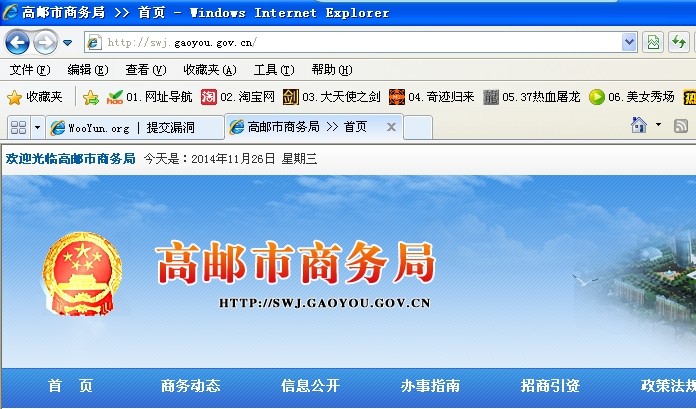 高邮市商务局 >> 首页 - Windows Internet Explorer
http://swj.gaoyou.gov.cn/
文件(F) 编辑(E) 查看(V) 收藏夹(A) 工具(T) 帮助(H)
收藏夹 hao 01. 网址导航 淘 02. 淘宝网 剑 03. 大天使之剑 04. 奇迹归来 龍 05. 37热血屠龙 06. 美女秀场 热
WooYun.org | 提交漏洞 高邮市商务局 >> 首页 X
欢迎光临高邮市商务局 今天是：2014年11月26日 星期三
高邮市商务局
HTTP://SWJ.GAOYOU.GOV.CN
首 页 商务动态 信息公开 办事指南 招商引资 政策法规